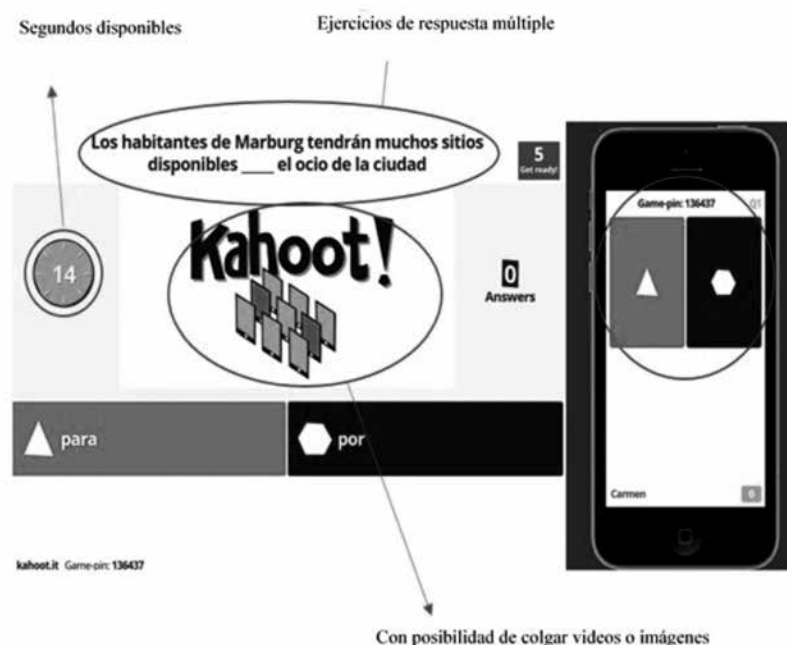 Segundos disponibles
Ejercicios de respuesta múltiple
Los habitantes de Marburg tendrán muchos sitios
disponibles ____ el ocio de la ciudad
5
Get ready!
14
Kahoot!
0
Answers
para
por
kahoot.it Game-pin: 136437
Game-pin: 136437 Q1
Carmen 0
Con posibilidad de colgar videos o imágenes